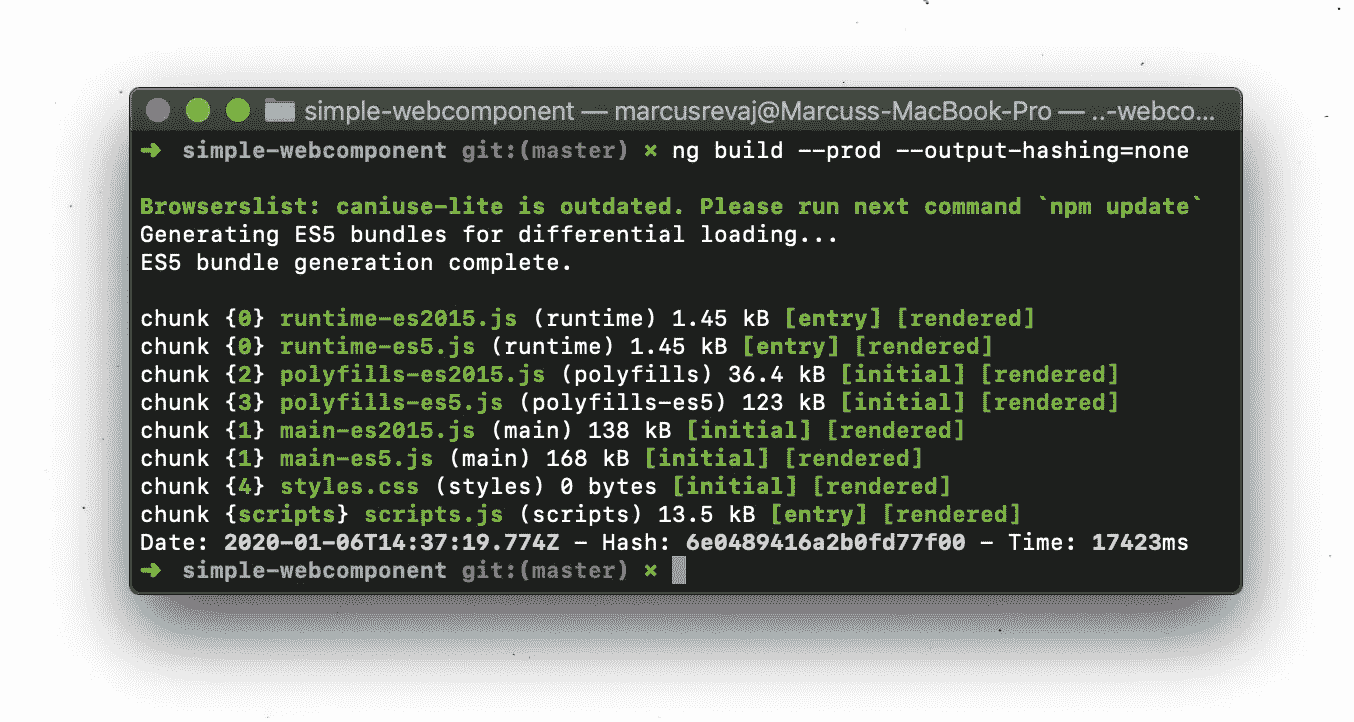 simple-webcomponent — marcusrevaj@Marcuss-MacBook-Pro — ..-webco...
➜ simple-webcomponent git:(master) ✗ ng build --prod --output-hashing=none
Browserslist: caniuse-lite is outdated. Please run next command `npm update`
Generating ES5 bundles for differential loading...
ES5 bundle generation complete.
chunk {0} runtime-es2015.js (runtime) 1.45 kB [entry] [rendered]
chunk {0} runtime-es5.js (runtime) 1.45 kB [entry] [rendered]
chunk {2} polyfills-es2015.js (polyfills) 36.4 kB [initial] [rendered]
chunk {3} polyfills-es5.js (polyfills-es5) 123 kB [initial] [rendered]
chunk {1} main-es2015.js (main) 138 kB [initial] [rendered]
chunk {1} main-es5.js (main) 168 kB [initial] [rendered]
chunk {4} styles.css (styles) 0 bytes [initial] [rendered]
chunk {scripts} scripts.js (scripts) 13.5 kB [entry] [rendered]
Date: 2020-01-06T14:37:19.774Z – Hash: 6e0489416a2b0fd77f00 – Time: 17423ms
➜ simple-webcomponent git:(master) ✗